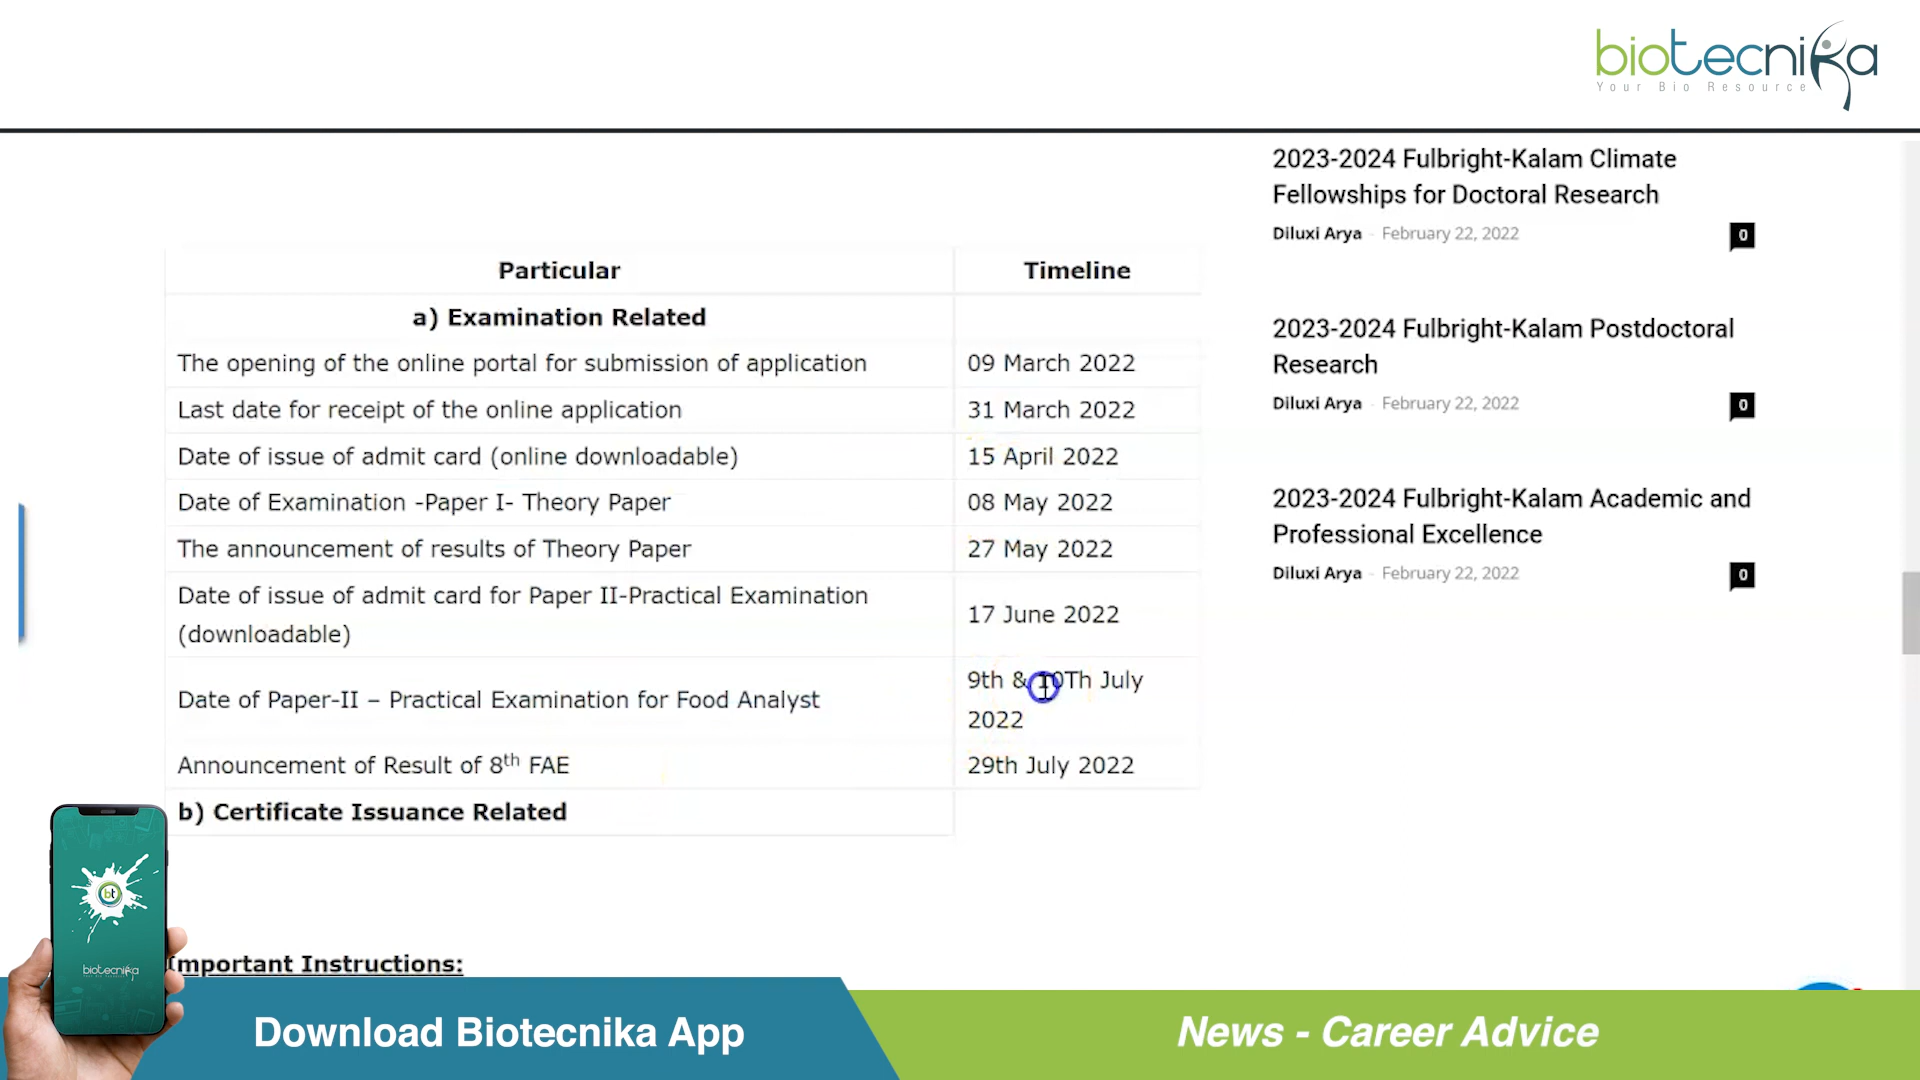 biotecnika
Your Bio Resource
2023-2024 Fulbright-Kalam Climate
Fellowships for Doctoral Research
Diluxi Arya - February 22, 2022
0
2023-2024 Fulbright-Kalam Postdoctoral
Research
Diluxi Arya - February 22, 2022
0
2023-2024 Fulbright-Kalam Academic and
Professional Excellence
Diluxi Arya - February 22, 2022
0
Particular Timeline
a) Examination Related
The opening of the online portal for submission of application 09 March 2022
Last date for receipt of the online application 31 March 2022
Date of issue of admit card (online downloadable) 15 April 2022
Date of Examination -Paper I- Theory Paper 08 May 2022
The announcement of results of Theory Paper 27 May 2022
Date of issue of admit card for Paper II-Practical Examination
(downloadable) 17 June 2022
Date of Paper-II – Practical Examination for Food Analyst 9th & 10Th July
2022
Announcement of Result of 8th FAE 29th July 2022
b) Certificate Issuance Related
Important Instructions:
bt
biotecnika
Download Biotecnika App
News - Career Advice